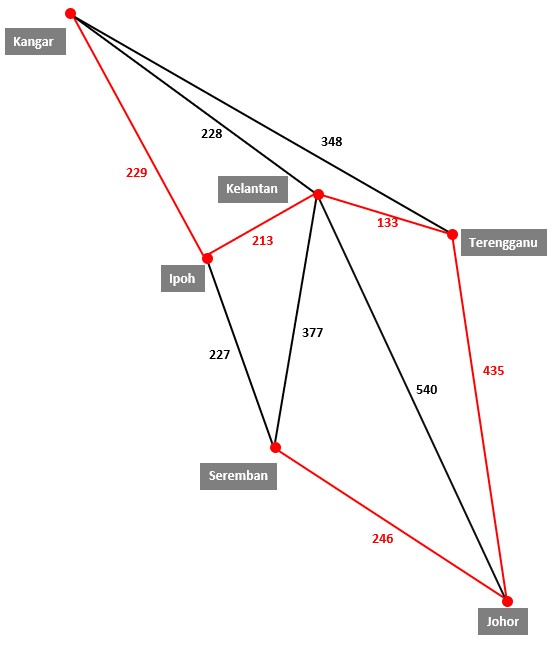 Kangar
228
348
229
Kelantan
133
213
Terengganu
Ipoh
377
227
435
540
Seremban
246
Johor